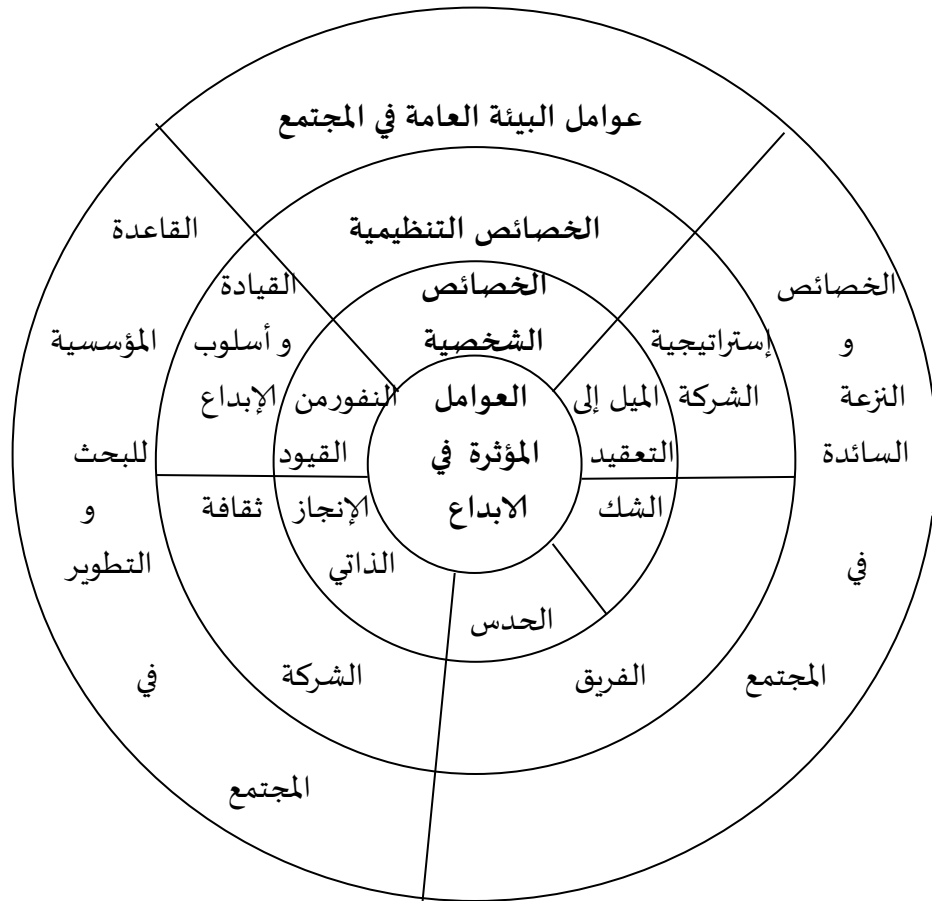 عوامل البيئة العامة في المجتمع
الخصائص التنظيمية
الخصائص
الشخصية
العوامل
المؤثرة في
الابداع
الخصائص
و
النزعة
السائدة
في
المجتمع
إستراتيجية
الشركة
الميل إلى
التعقيد
الشك
الحدس
الفريق
القاعدة
المؤسسية
للبحث
و
التطوير
في
المجتمع
القيادة
و أسلوب
الإبداع
النفورمن
القيود
الإنجاز
الذاتي
ثقافة
الشركة